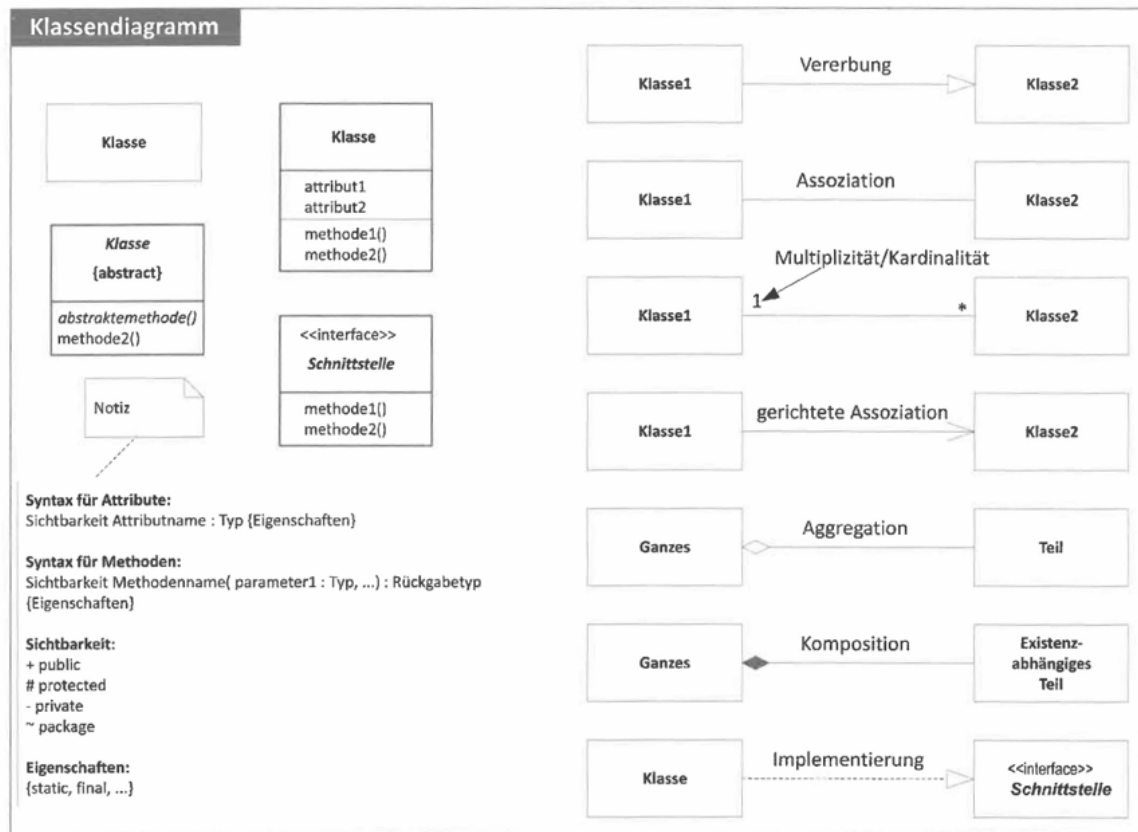 Klassendiagramm
Klasse
Klasse
attribut1
attribut2
methode1()
methode2()
Klasse
{abstract}
abstraktemethode()
methode2()
<<interface>>
Schnittstelle
methode1()
methode2()
Notiz
Syntax für Attribute:
Sichtbarkeit Attributname : Typ {Eigenschaften}
Syntax für Methoden:
Sichtbarkeit Methodenname( parameter1 : Typ, ...) : Rückgabetyp
{Eigenschaften}
Sichtbarkeit:
+ public
# protected
- private
~ package
Eigenschaften:
{static, final, ...}
Klasse1
Vererbung
Klasse2
Klasse1
Assoziation
Klasse2
Multiplizität/Kardinalität
Klasse1
1
*
Klasse2
Klasse1
gerichtete Assoziation
Klasse2
Ganzes
Aggregation
Teil
Ganzes
Komposition
Existenz-
abhängiges
Teil
Klasse
Implementierung
<<interface>>
Schnittstelle